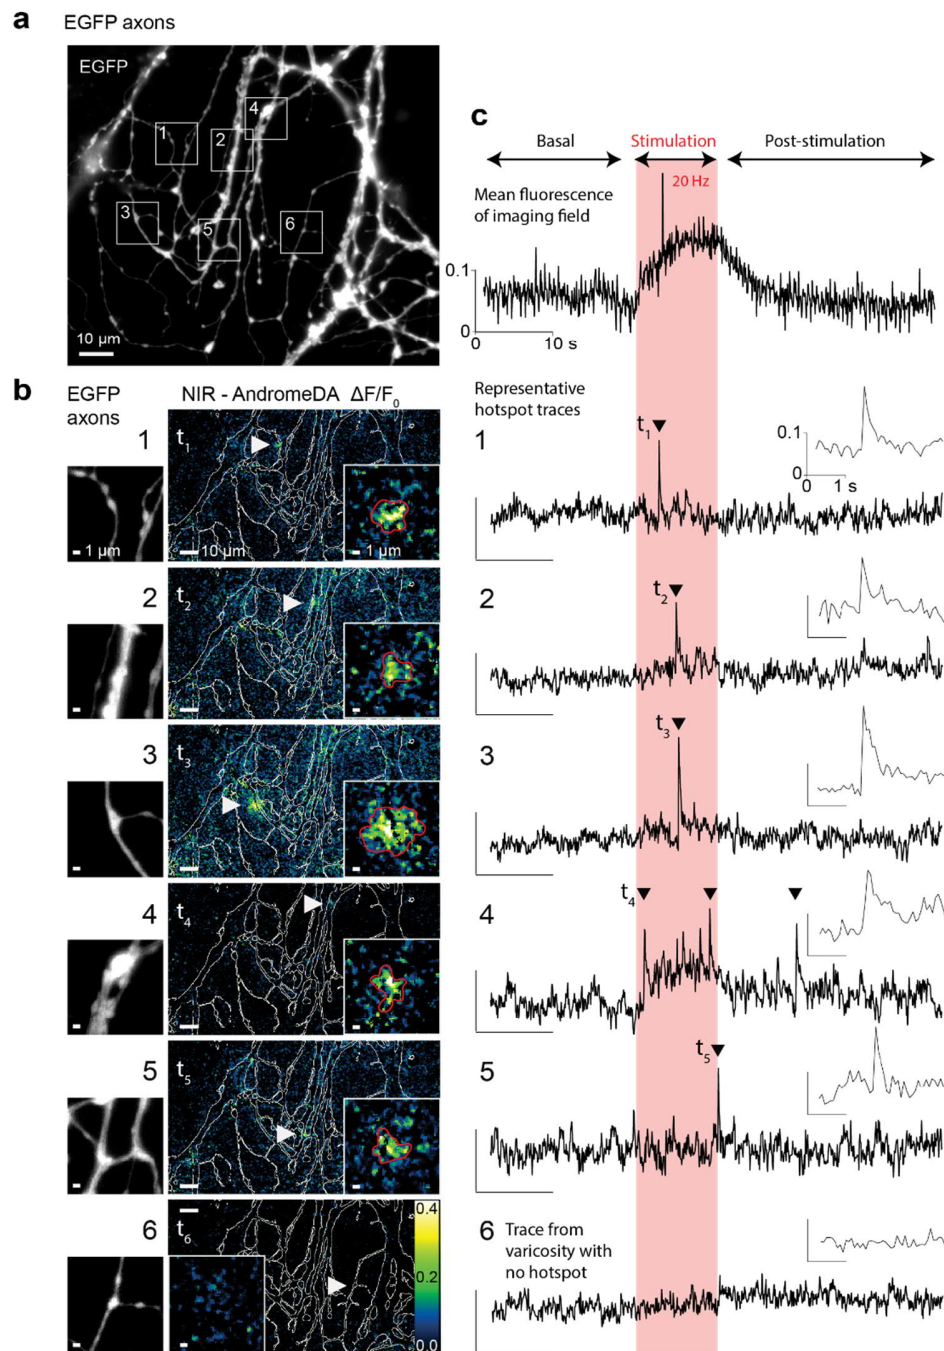 a EGFP axons
EGFP
1
2
3
4
5
6
10 µm
b EGFP axons
NIR - AndromeDA ΔF/F0
1
1 µm
t1
10 µm
1 µm
2
t2
3
t3
4
t4
5
t5
6
t6
0.4
0.2
0.0
c
Basal
Stimulation
Post-stimulation
20 Hz
Mean fluorescence
of imaging field
0.1
0
10 s
Representative
hotspot traces
1
t1
0.1
0
0 1 s
2
t2
3
t3
4
t4
5
t5
6 Trace from
varicosity with
no hotspot